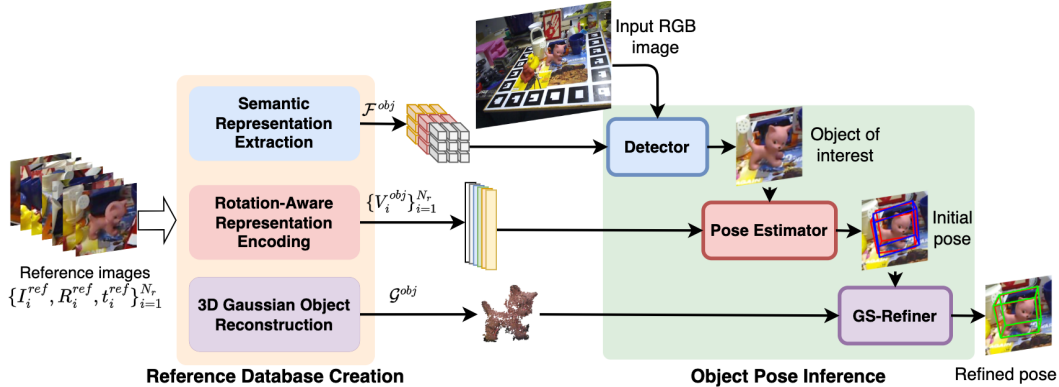 Input RGB
image
Semantic
Representation
Extraction
$\mathcal{F}^{obj}$
Detector
Object of
interest
Rotation-Aware
Representation
Encoding
$\{V_i^{obj}\}_{i=1}^{N_r}$
Pose Estimator
Initial
pose
Reference images
$\{I_i^{ref}, R_i^{ref}, t_i^{ref}\}_{i=1}^{N_r}$
3D Gaussian Object
Reconstruction
$\mathcal{G}^{obj}$
GS-Refiner
Reference Database Creation
Object Pose Inference
Refined pose